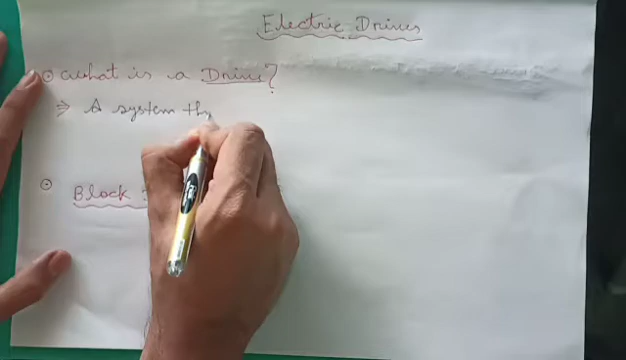 Electric Drives
⊙ What is a Drive?
⇒ A system th
⊙ Block